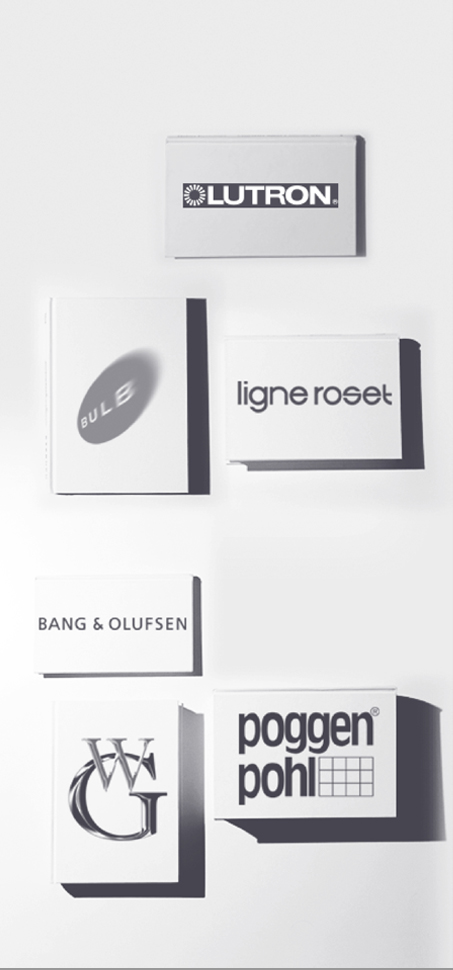 LUTRON®
BULB
ligne roset
BANG & OLUFSEN
WG
poggen®
pohl